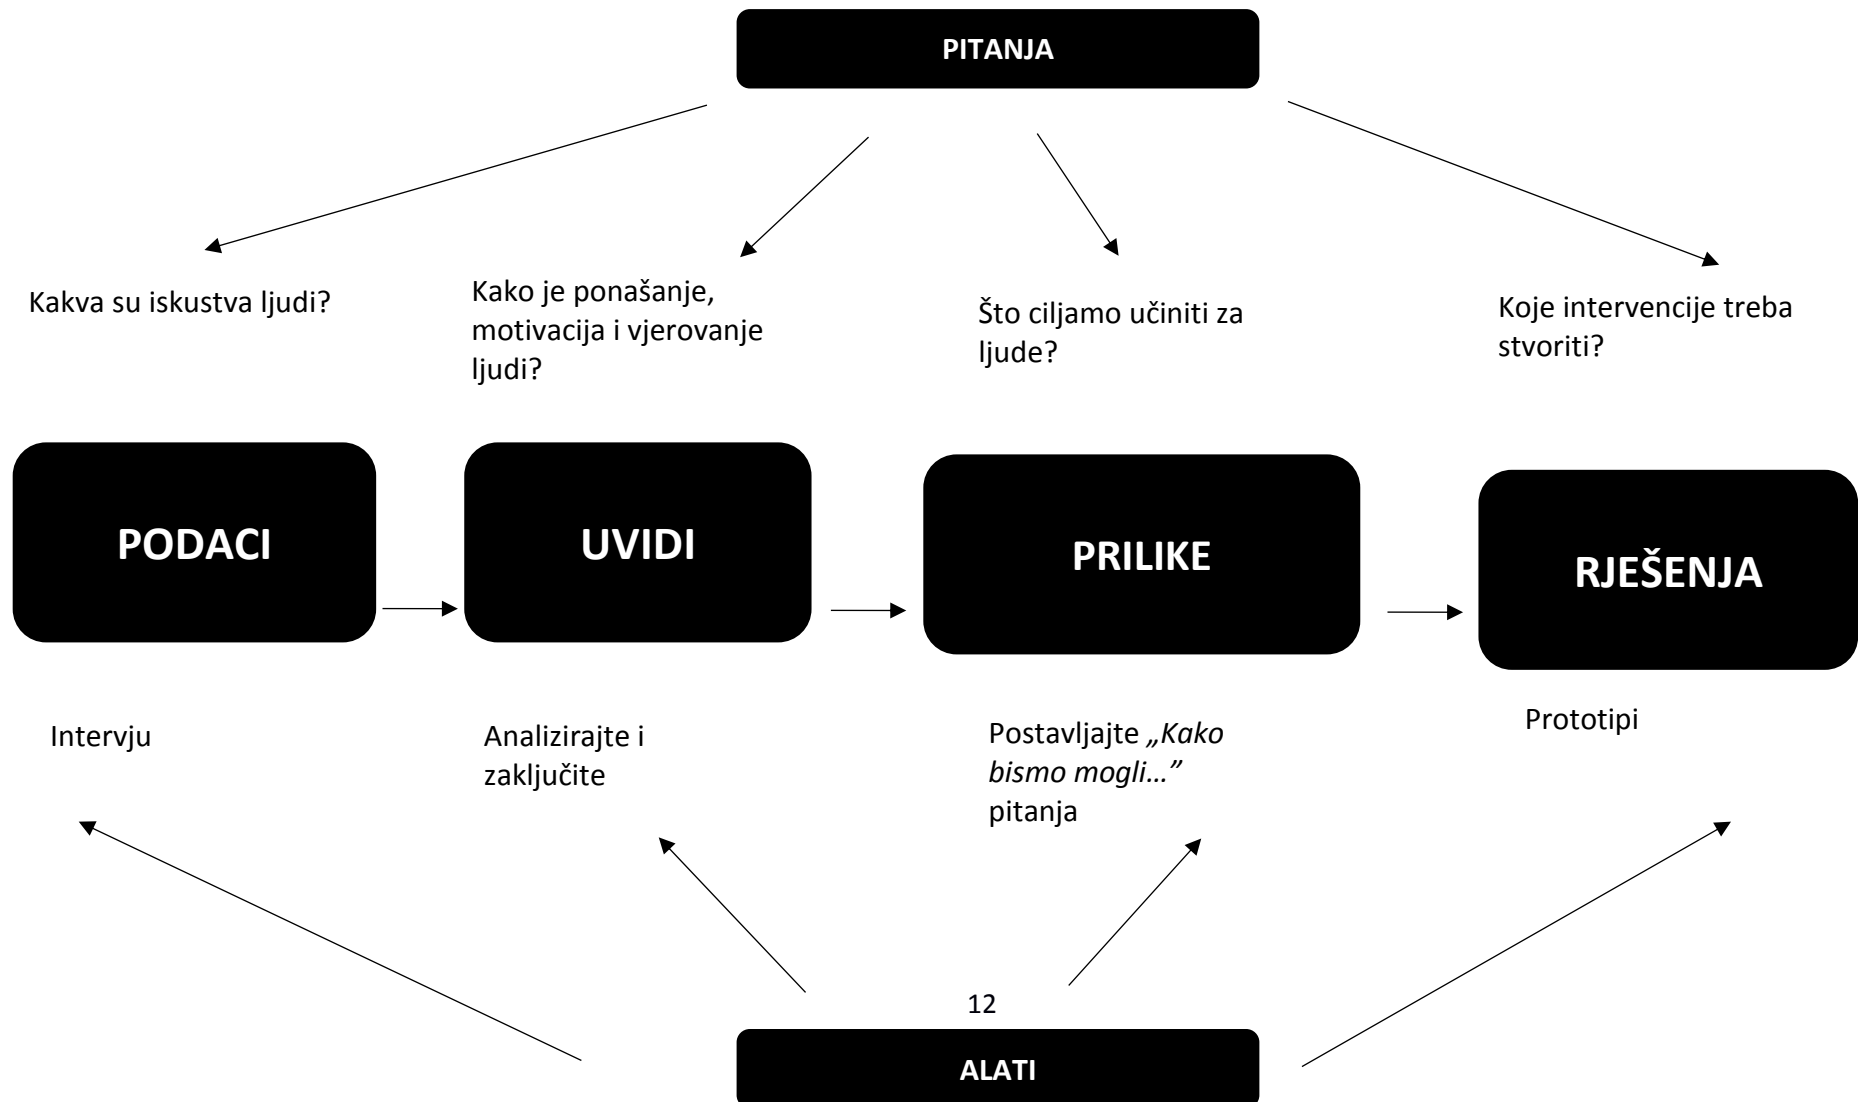 PITANJA
Kakva su iskustva ljudi?
Kako je ponašanje,
motivacija i vjerovanje
ljudi?
Što ciljamo učiniti za
ljude?
Koje intervencije treba
stvoriti?
PODACI
UVIDI
PRILIKE
RJEŠENJA
Intervju
Analizirajte i
zaključite
Postavljajte „Kako
bismo mogli...”
pitanja
Prototipi
12
ALATI